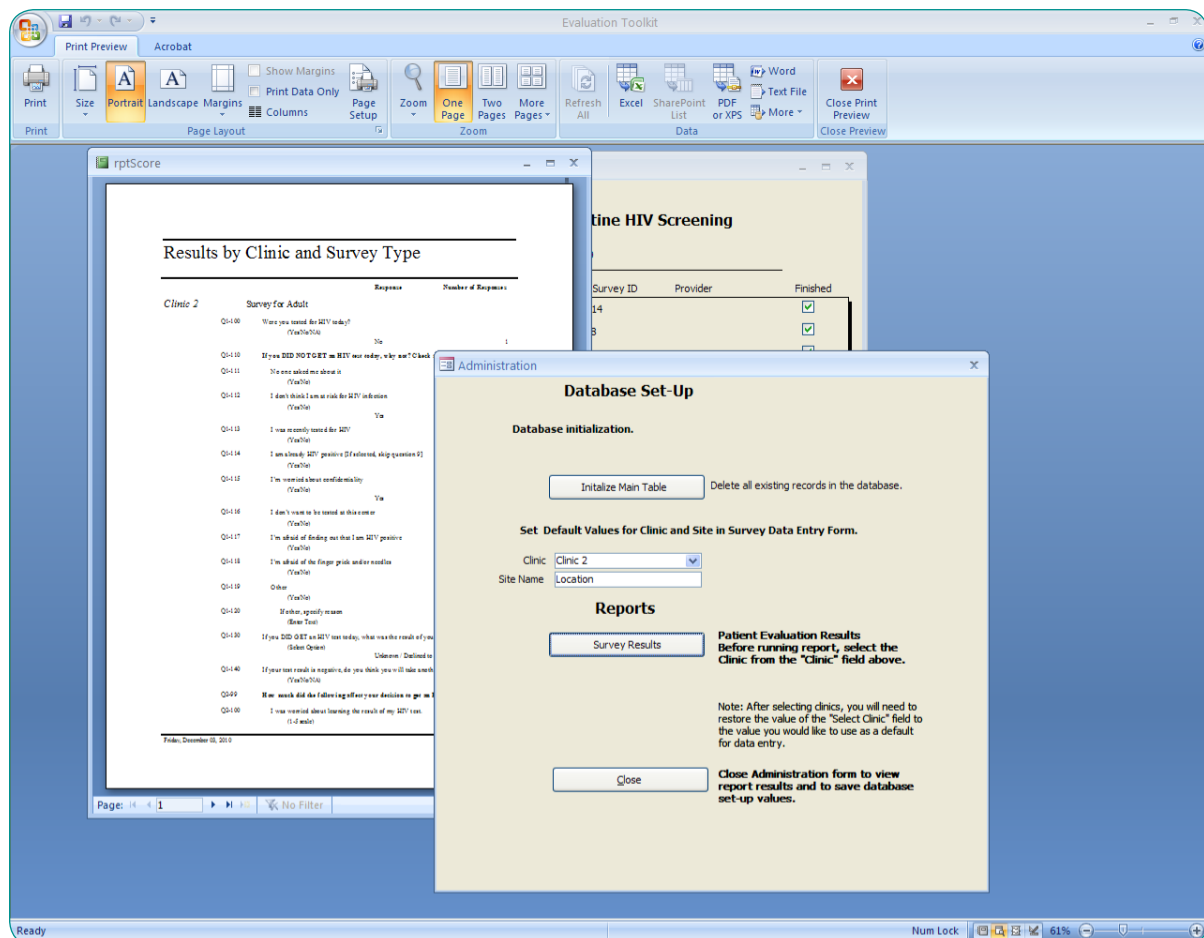 Evaluation Toolkit
Print Preview Acrobat
Print
Size
Portrait
Landscape
Margins
Show Margins
Print Data Only
Columns
Page Setup
Zoom
One Page
Two Pages
More Pages
Refresh All
Excel
SharePoint List
PDF or XPS
Word
Text File
More
Close Print Preview
Print
Page Layout
Zoom
Data
Close Preview
rptScore
Results by Clinic and Survey Type
Response Number of Responses
Clinic 2 Survey for Adult
Q1-100 Were you tested for HIV today?
(Yes/No/NA)
No 1
Q1-110 If you DID NOT GET an HIV test today, why not? Check
Q1-111 No one asked me about it
(Yes/No)
Q1-112 I don't think I am at risk for HIV infection
(Yes/No)
Yes
Q1-113 I was recently tested for HIV
(Yes/No)
Q1-114 I am already HIV positive [If selected, skip question 9]
(Yes/No)
Q1-115 I'm worried about confidentiality
(Yes/No)
Yes
Q1-116 I don't want to be tested at this center
(Yes/No)
Q1-117 I'm afraid of finding out that I am HIV positive
(Yes/No)
Q1-118 I'm afraid of the finger prick and/or needles
(Yes/No)
Q1-119 Other
(Yes/No)
Q1-120 If other, specify reason
(Enter Text)
Q1-130 If you DID GET an HIV test today, what was the result of you
(Select Option)
Unknown / Declined to
Q1-140 If your test result is negative, do you think you will take anoth
(Yes/No/NA)
Q2-99 How much did the following effect your decision to get an
Q2-100 I was worried about learning the result of my HIV test.
(1-5 scale)
Friday, December 03, 2010
Page: 1 No Filter
tine HIV Screening
Survey ID Provider Finished
14
Administration
Database Set-Up
Database initialization.
Initalize Main Table Delete all existing records in the database.
Set Default Values for Clinic and Site in Survey Data Entry Form.
Clinic Clinic 2
Site Name Location
Reports
Survey Results
Patient Evaluation Results
Before running report, select the
Clinic from the "Clinic" field above.
Note: After selecting clinics, you will need to
restore the value of the "Select Clinic" field to
the value you would like to use as a default
for data entry.
Close
Close Administration form to view
report results and to save database
set-up values.
Ready
Num Lock
61%